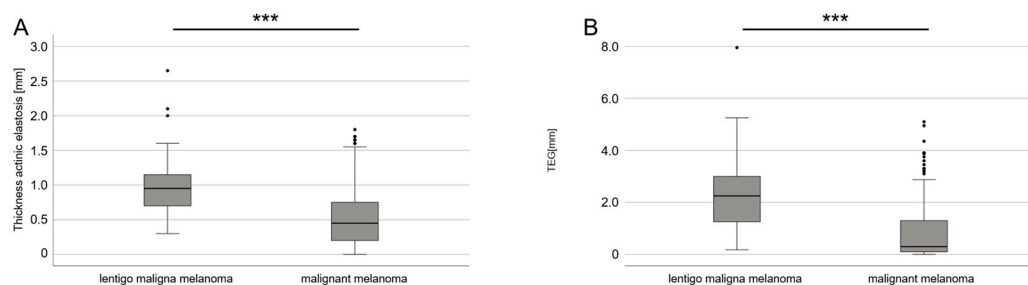 A
***
Thickness actinic elastosis [mm]
3.0
2.5
2.0
1.5
1.0
0.5
0
lentigo maligna melanoma
malignant melanoma
B
***
TEG[mm]
8.0
6.0
4.0
2.0
0
lentigo maligna melanoma
malignant melanoma